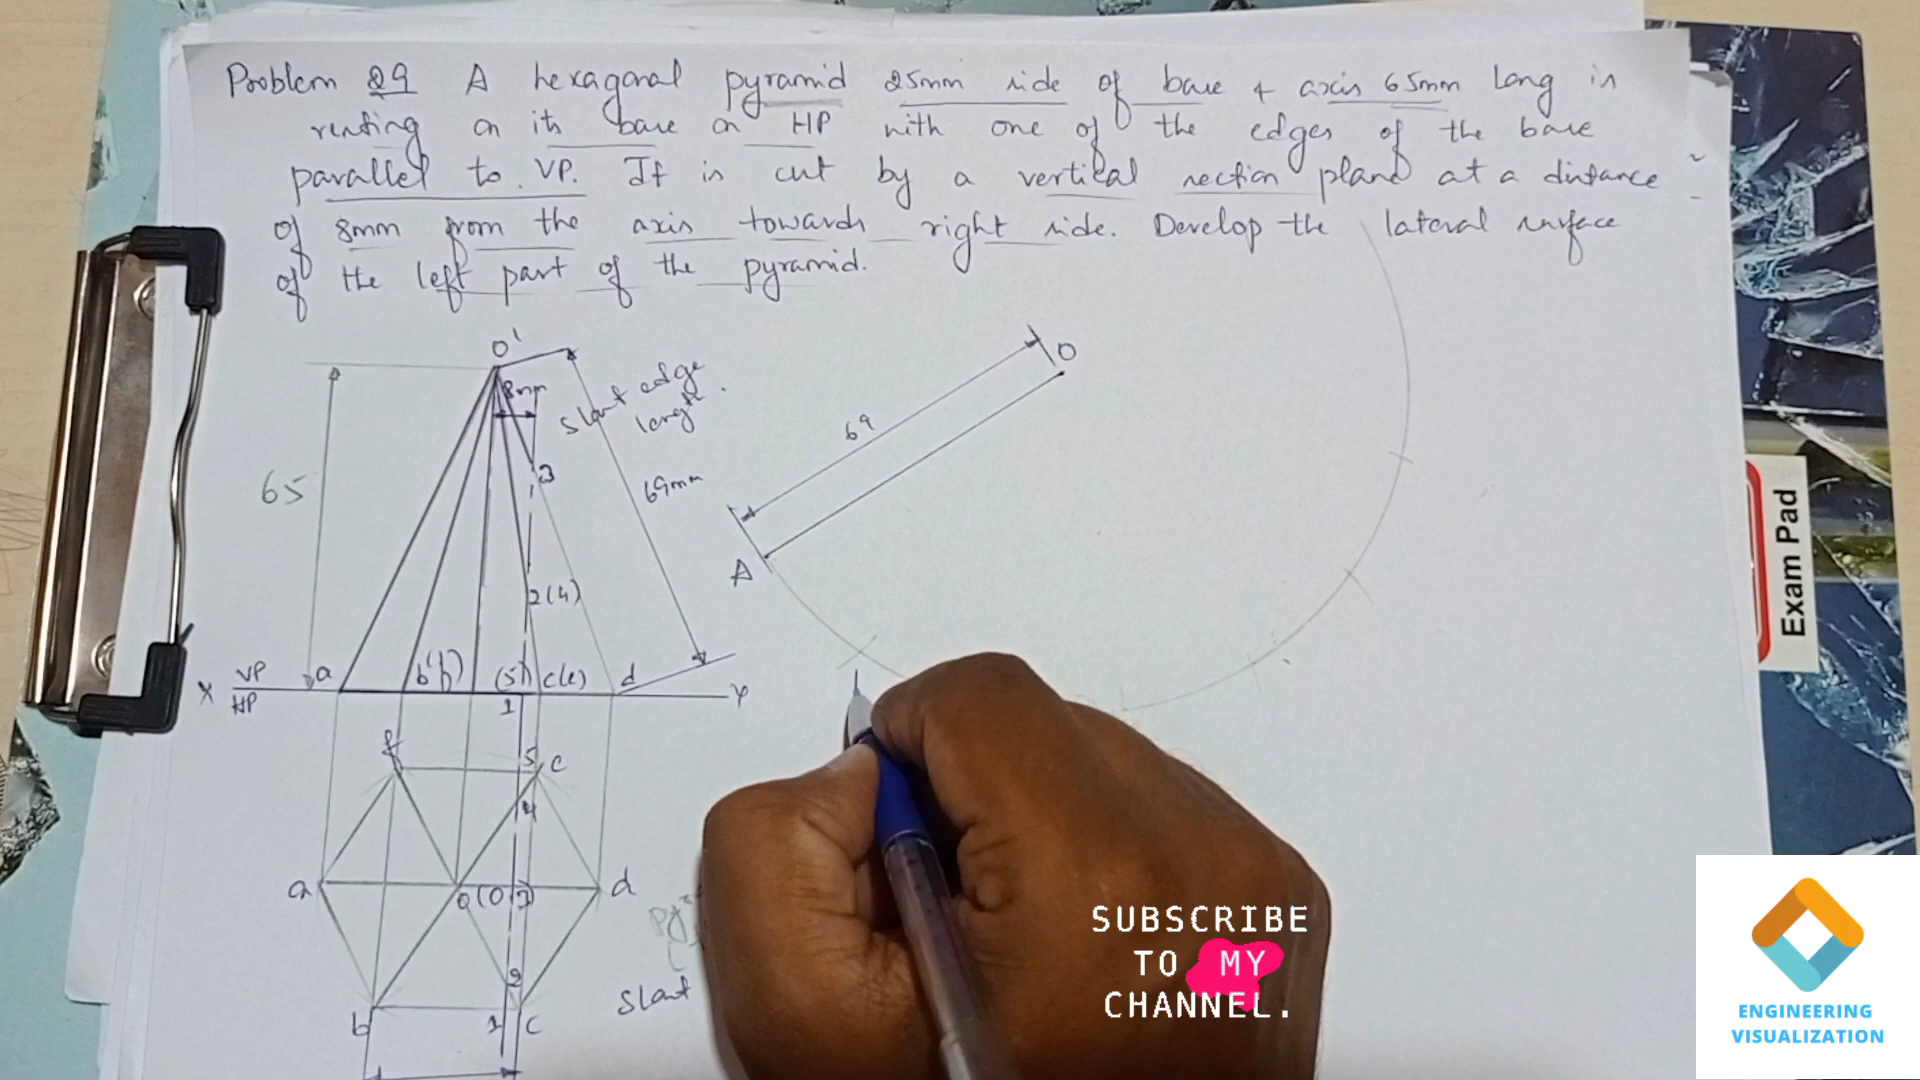 Problem 29 A hexagonal pyramid 25mm side of base & axis 65mm long is
resting on its base on HP with one of the edges of the base
parallel to VP. It is cut by a vertical section plane at a distance
of 8mm from the axis towards right side. Develop the lateral surface
of the left part of the pyramid.
O'
8mm
Slant edge
length
O
69
3
65
69mm
A
2(4)
X VP a b'(f') (5') c(e) d Y
HP 1
f 5 e
4
a o(O') 3 d
2
Slant
b 1 c
SUBSCRIBE
TO MY
CHANNEL.
Exam Pad
ENGINEERING
VISUALIZATION